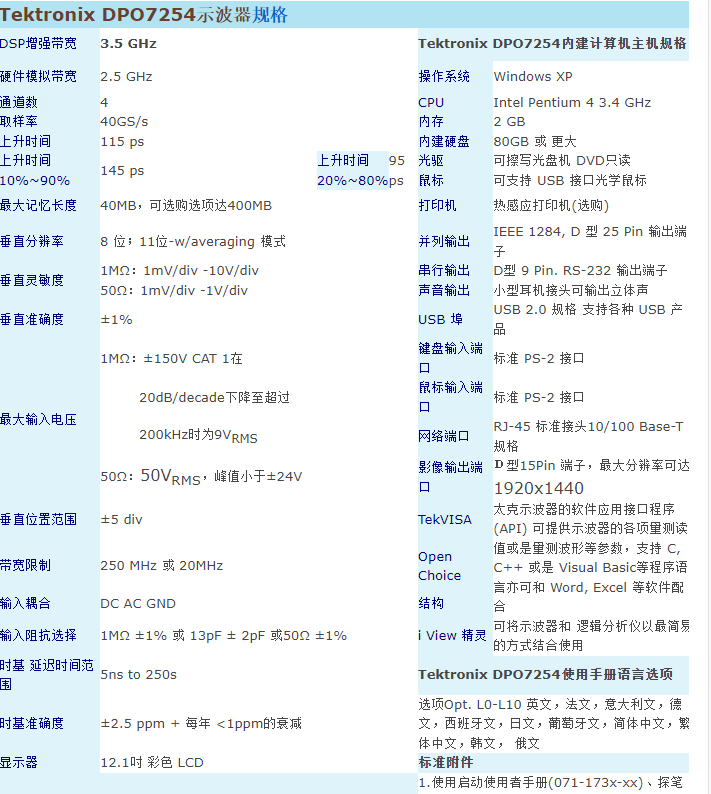 Tektronix DPO7254示波器规格
DSP增强带宽 3.5 GHz
硬件模拟带宽 2.5 GHz
通道数 4
取样率 40GS/s
上升时间 115 ps
上升时间 145 ps 上升时间 95
10%~90% 20%~80% ps
最大记忆长度 40MB，可选购选项达400MB
垂直分辨率 8 位；11位-w/averaging 模式
垂直灵敏度 1MΩ：1mV/div -10V/div
50Ω：1mV/div -1V/div
垂直准确度 ±1%
最大输入电压 1MΩ：±150V CAT 1在
20dB/decade下降至超过
200kHz时为9VRMS
50Ω：50VRMS，峰值小于±24V
垂直位置范围 ±5 div
带宽限制 250 MHz 或 20MHz
输入耦合 DC AC GND
输入阻抗选择 1MΩ ±1% 或 13pF ± 2pF 或50Ω ±1%
时基 延迟时间范
围 5ns to 250s
时基准确度 ±2.5 ppm + 每年 <1ppm的衰减
显示器 12.1吋 彩色 LCD
Tektronix DPO7254内建计算机主机规格
操作系统 Windows XP
CPU Intel Pentium 4 3.4 GHz
内存 2 GB
内建硬盘 80GB 或 更大
光驱 可擦写光盘机 DVD只读
鼠标 可支持 USB 接口光学鼠标
打印机 热感应打印机(选购)
并列输出 IEEE 1284, D 型 25 Pin 输出端
子
串行输出 D型 9 Pin. RS-232 输出端子
声音输出 小型耳机接头可输出立体声
USB 埠 USB 2.0 规格 支持各种 USB 产
品
键盘输入端
口 标准 PS-2 接口
鼠标输入端
口 标准 PS-2 接口
网络端口 RJ-45 标准接头10/100 Base-T
规格
影像输出端
口 D 型15Pin 端子，最大分辨率可达
1920x1440
TekVISA
Open
Choice
结构
太克示波器的软件应用接口程序
(API) 可提供示波器的各项量测读
值或是量测波形等参数，支持 C,
C++ 或是 Visual Basic等程序语
言亦可和 Word, Excel 等软件配
合
i View 精灵 可将示波器和 逻辑分析仪以最简易
的方式结合使用
Tektronix DPO7254使用手册语言选项
选项Opt. L0-L10 英文，法文，意大利文，德
文，西班牙文，日文，葡萄牙文，简体中文，繁
体中文，韩文， 俄文
标准附件
1.使用启动使用者手册(071-173x-xx)、探笔